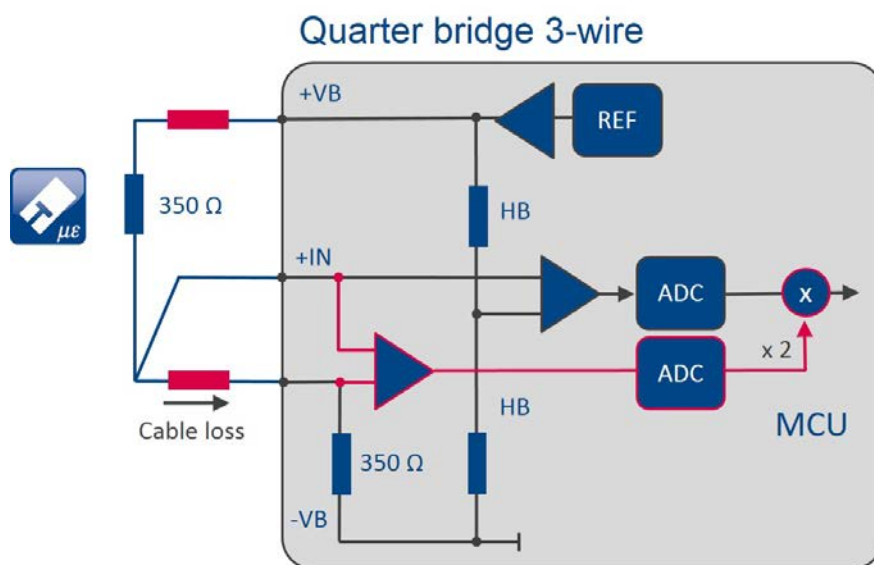 Quarter bridge 3-wire
+VB
REF
350 Ω
HB
με
+IN
ADC
x
x 2
ADC
Cable loss
HB
MCU
350 Ω
-VB